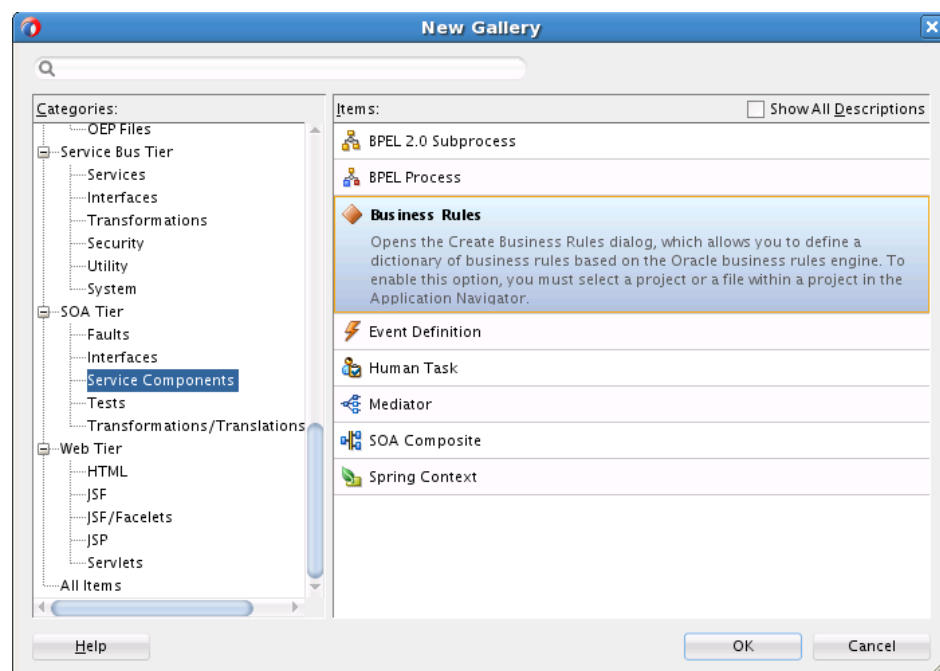 New Gallery
Categories:
OEP Files
Service Bus Tier
Services
Interfaces
Transformations
Security
Utility
System
SOA Tier
Faults
Interfaces
Service Components
Tests
Transformations/Translations
Web Tier
HTML
JSF
JSF/Facelets
JSP
Servlets
All Items
Items:
Show All Descriptions
BPEL 2.0 Subprocess
BPEL Process
Business Rules
Opens the Create Business Rules dialog, which allows you to define a
dictionary of business rules based on the Oracle business rules engine. To
enable this option, you must select a project or a file within a project in the
Application Navigator.
Event Definition
Human Task
Mediator
SOA Composite
Spring Context
Help
OK
Cancel